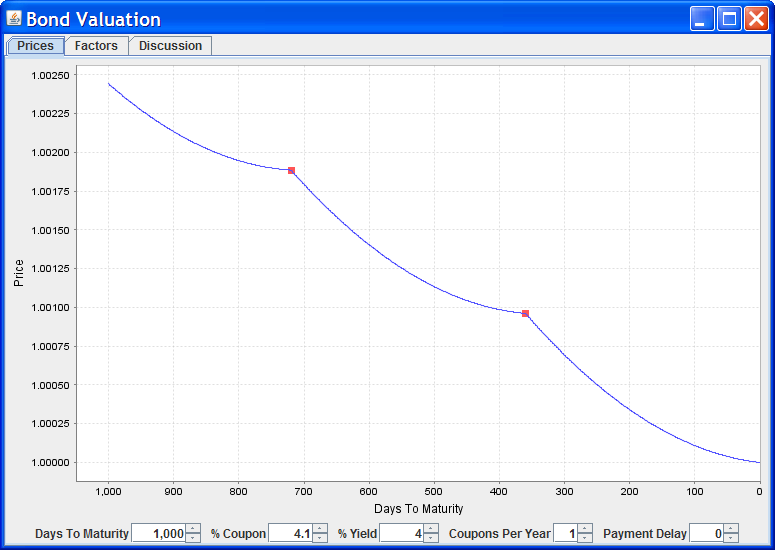 Bond Valuation
Prices Factors Discussion
1.00250
1.00225
1.00200
1.00175
1.00150
1.00125
1.00100
1.00075
1.00050
1.00025
1.00000
Price
1,000 900 800 700 600 500 400 300 200 100 0
Days To Maturity
Days To Maturity 1,000 % Coupon 4.1 % Yield 4 Coupons Per Year 1 Payment Delay 0